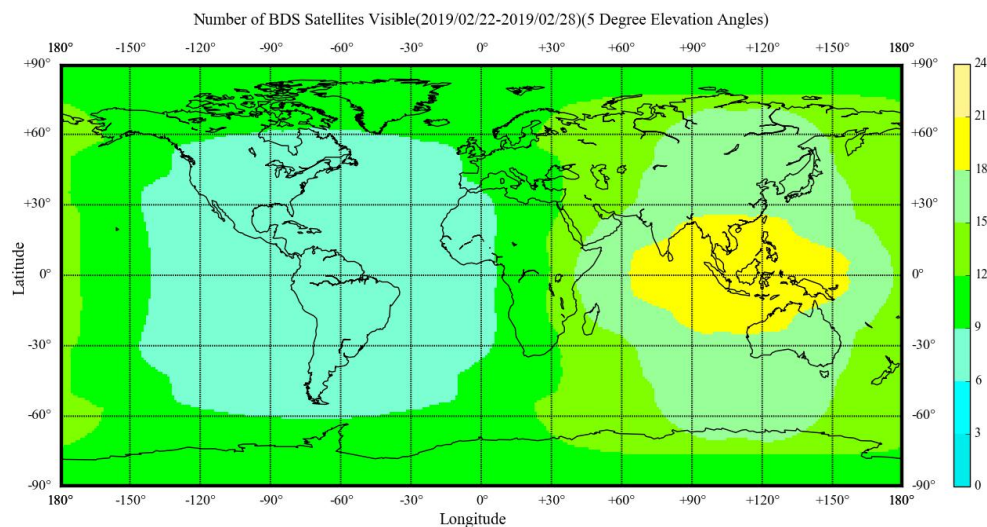 Number of BDS Satellites Visible(2019/02/22-2019/02/28)(5 Degree Elevation Angles)
180° -150° -120° -90° -60° -30° 0° +30° +60° +90° +120° +150° 180°
+90° +90° 24
21
+60° +60°
18
+30° +30°
15
Latitude 0° 0° 12
9
-30° -30°
6
-60° -60°
3
-90° -90° 0
180° -150° -120° -90° -60° -30° 0° +30° +60° +90° +120° +150° 180°
Longitude